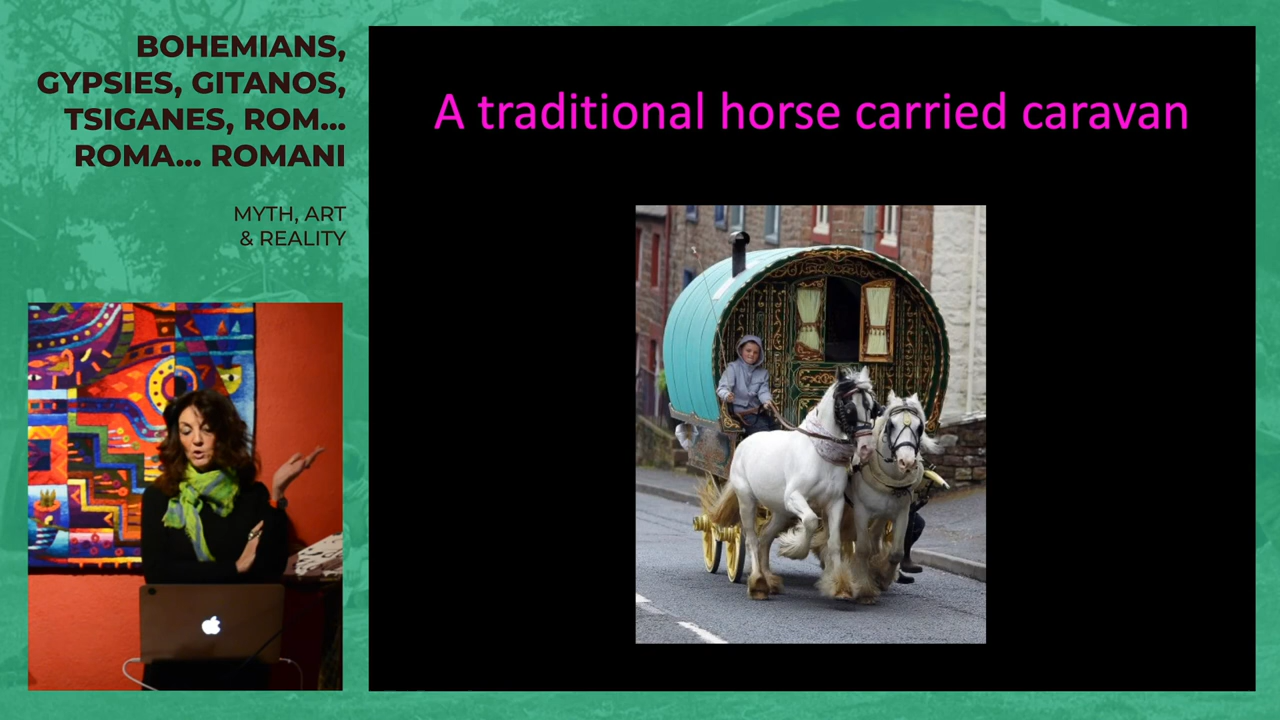 BOHEMIANS,
GYPSIES, GITANOS,
TSIGANES, ROM...
ROMA... ROMANI
MYTH, ART
& REALITY
A traditional horse carried caravan